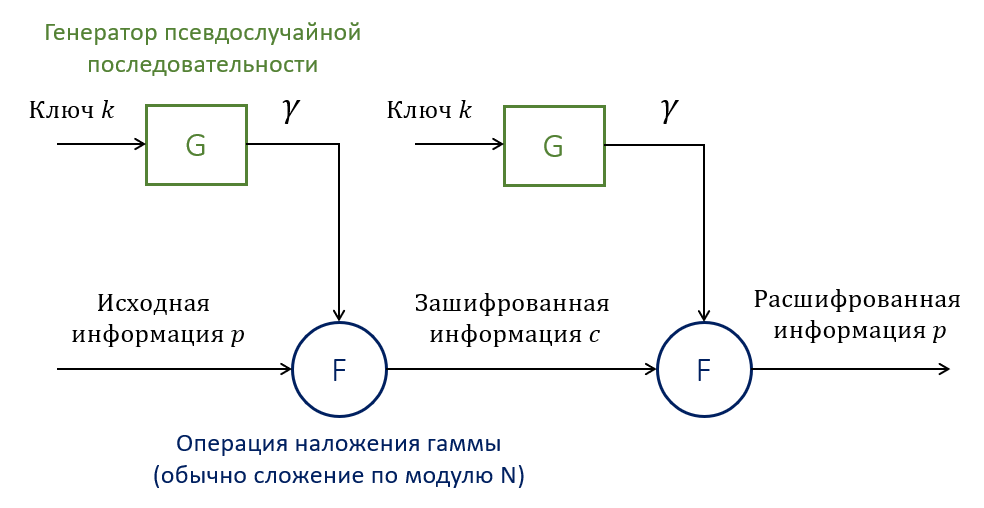 Генератор псевдослучайной
последовательности
Ключ k
γ
Ключ k
γ
G
G
Исходная
информация p
Зашифрованная
информация c
Расшифрованная
информация p
F
F
Операция наложения гаммы
(обычно сложение по модулю N)